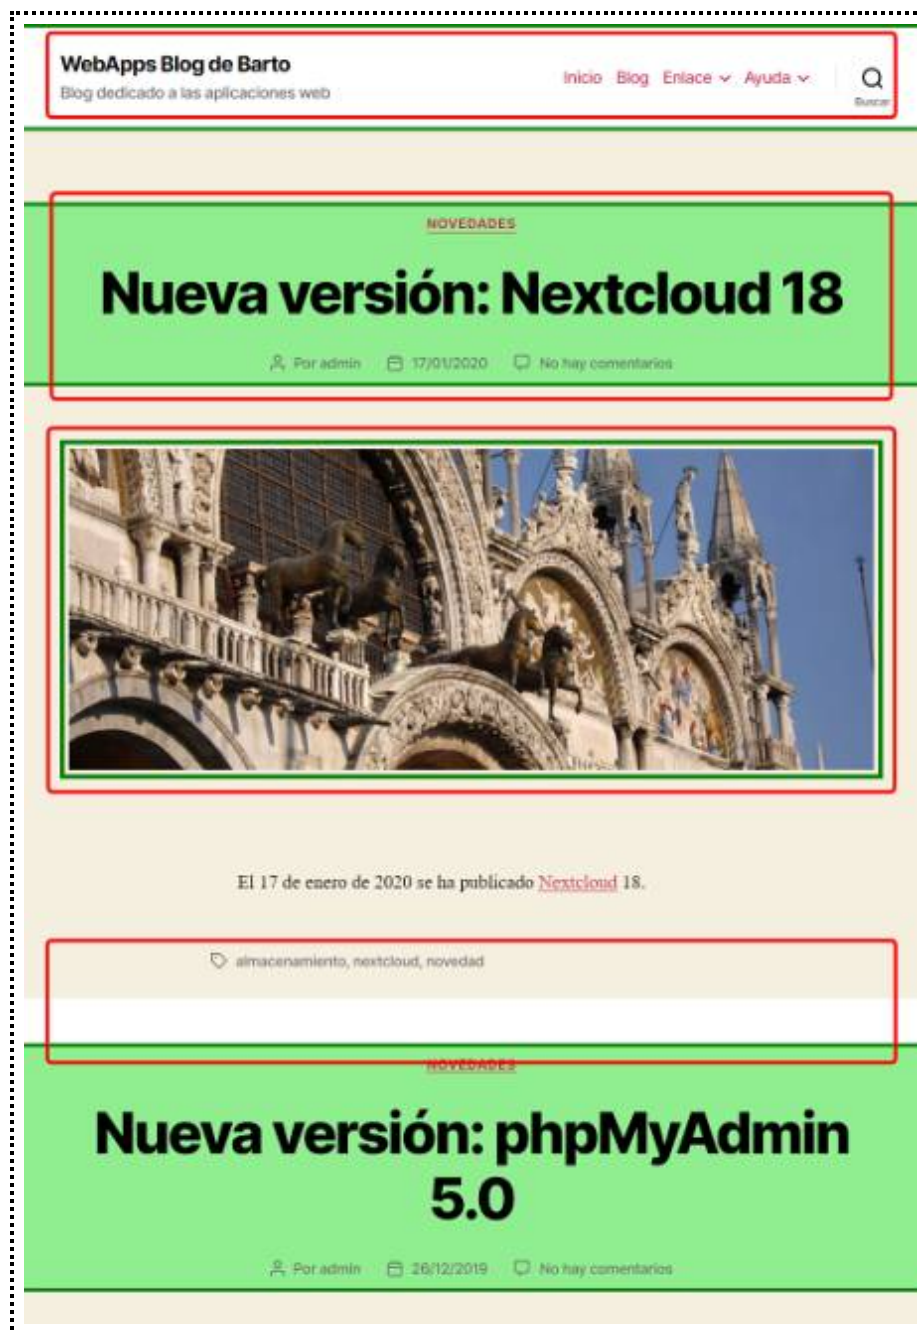 WebApps Blog de Barto
Blog dedicado a las aplicaciones web
Inicio Blog Enlace Ayuda
Buscar
NOVEDADES
Nueva versión: Nextcloud 18
Por admin 17/01/2020 No hay comentarios
El 17 de enero de 2020 se ha publicado Nextcloud 18.
almacenamiento, nextcloud, novedad
NOVEDADES
Nueva versión: phpMyAdmin
5.0
Por admin 26/12/2019 No hay comentarios